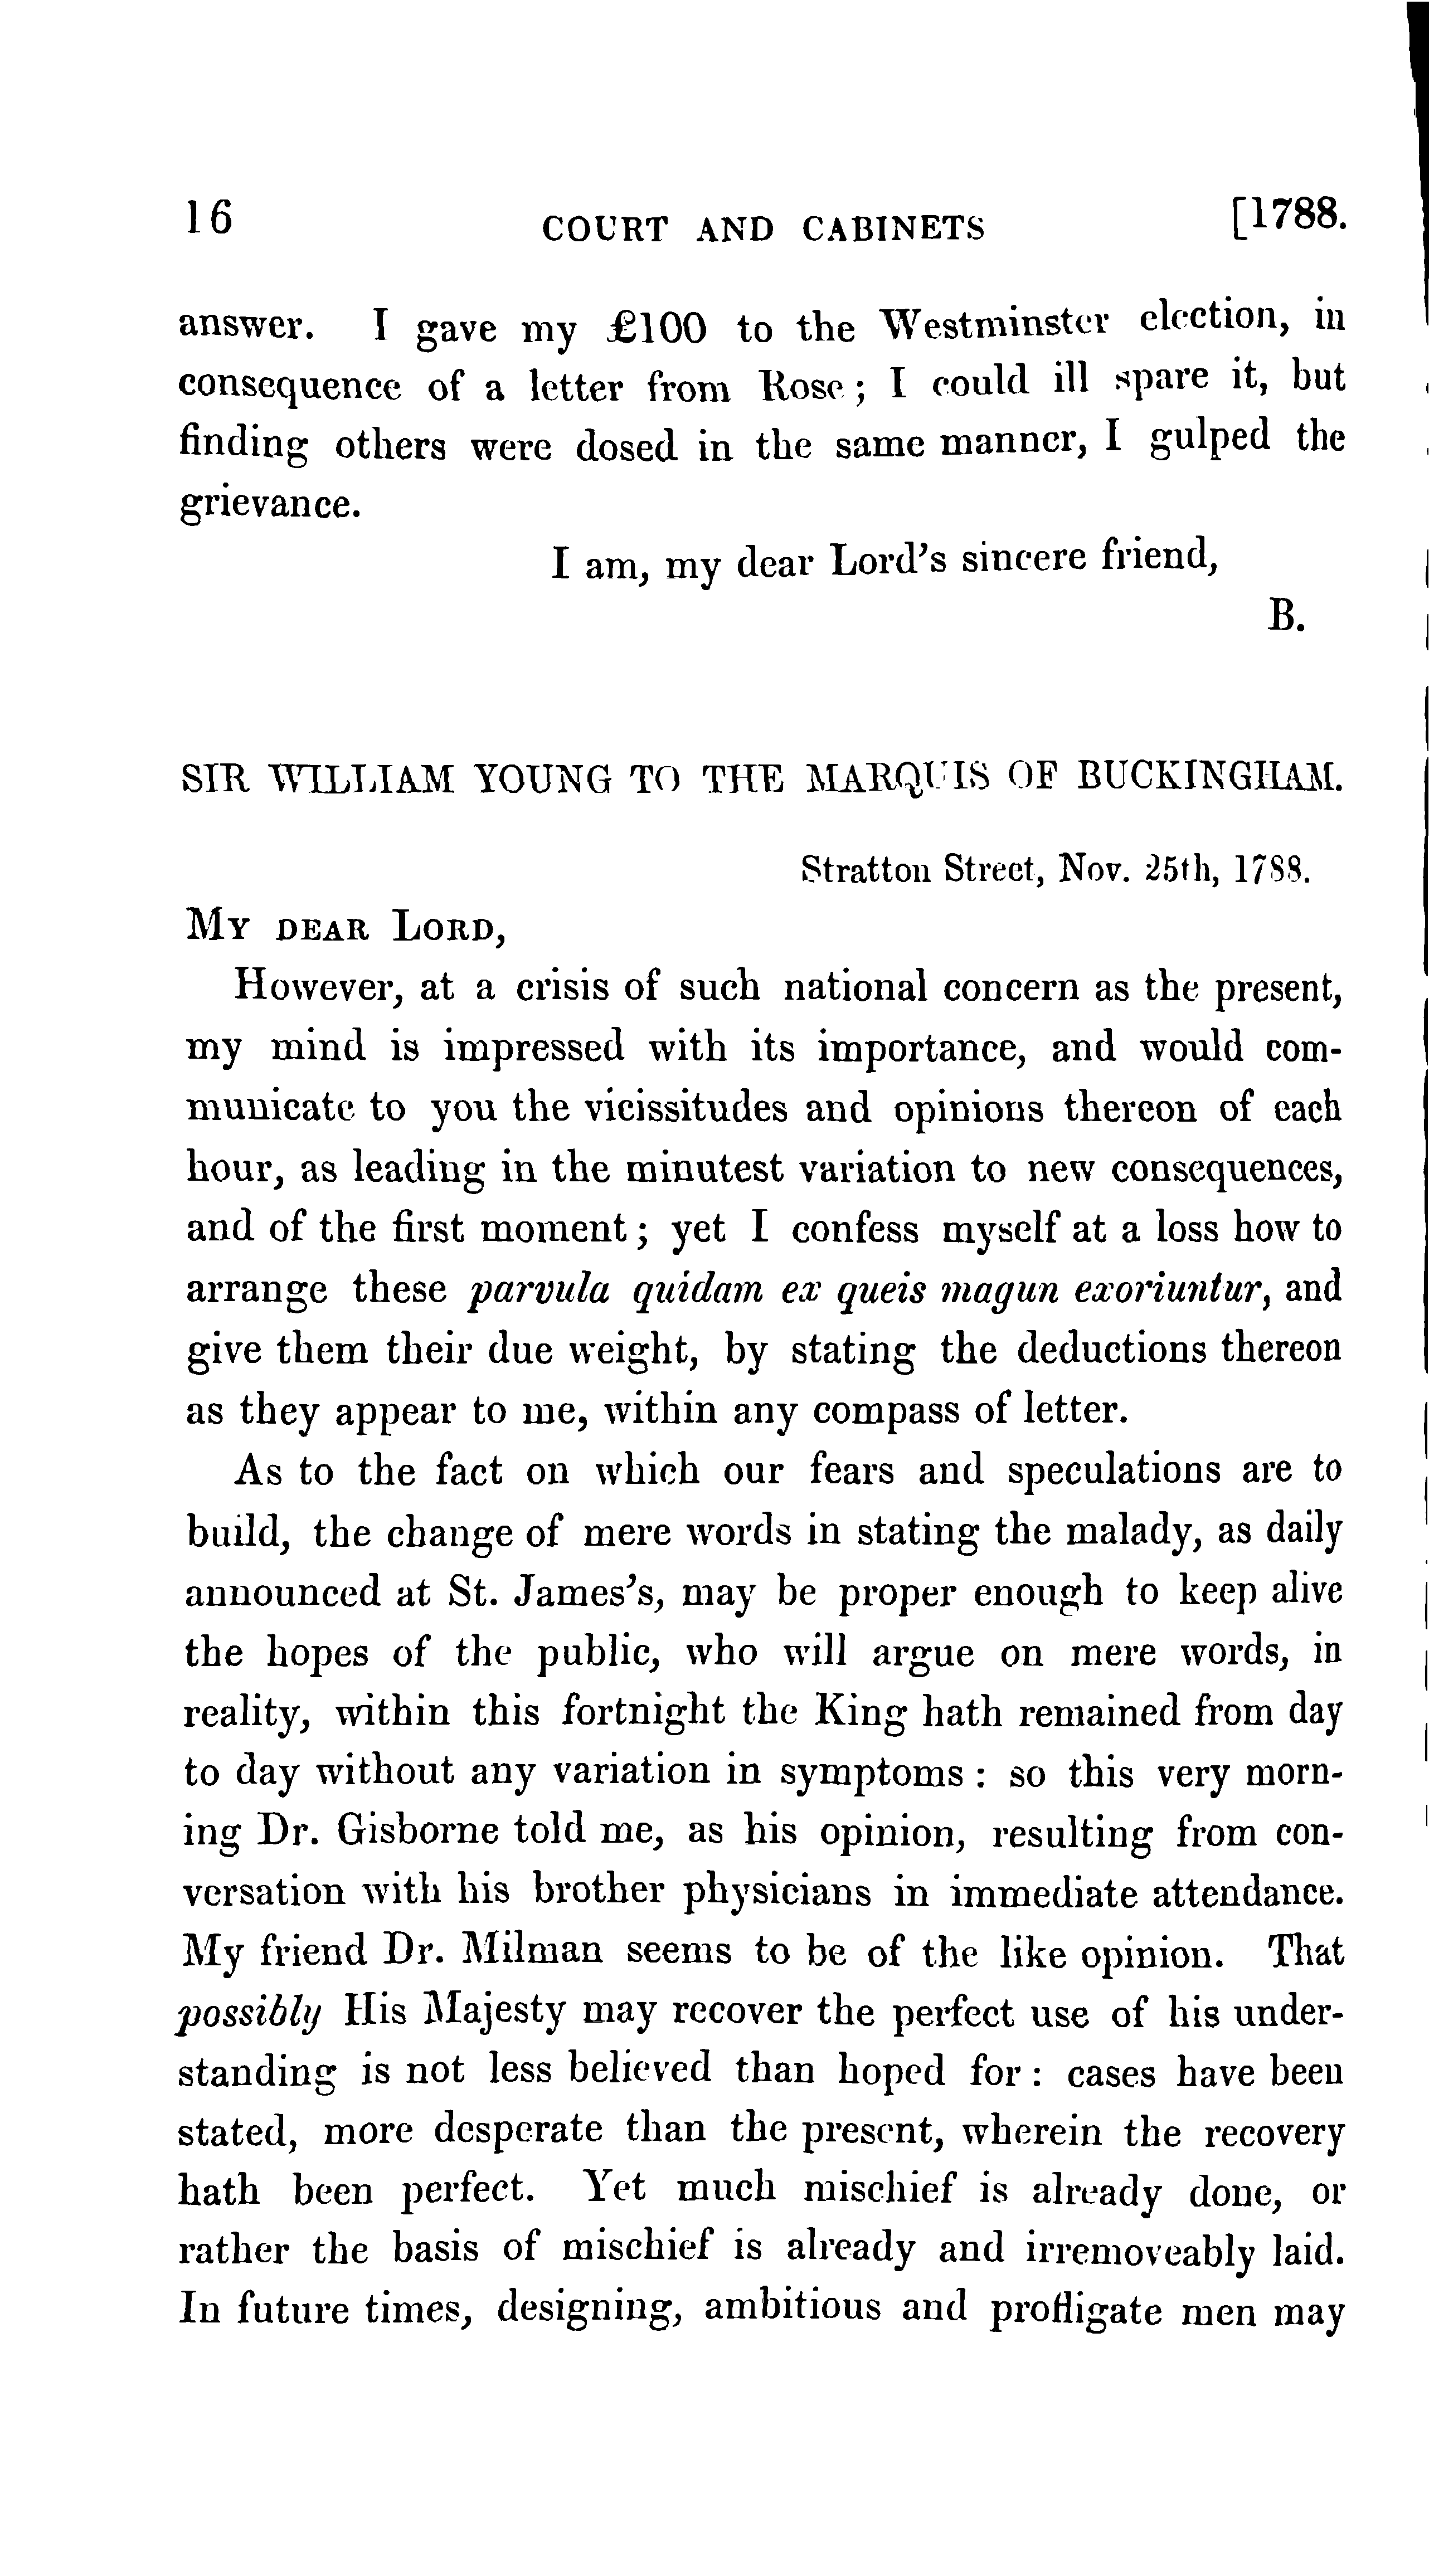 16 COURT AND CABINETS [1788.
answer. I gave my £100 to the Westminster election, in
consequence of a letter from Rose; I could ill spare it, but
finding others were dosed in the same manner, I gulped the
grievance.
I am, my dear Lord's sincere friend,
B.
SIR WILLIAM YOUNG TO THE MARQUIS OF BUCKINGHAM.
Stratton Street, Nov. 25th, 1788.
MY DEAR LORD,
However, at a crisis of such national concern as the present,
my mind is impressed with its importance, and would com-
municate to you the vicissitudes and opinions thereon of each
hour, as leading in the minutest variation to new consequences,
and of the first moment; yet I confess myself at a loss how to
arrange these parvula quidam ex queis magun exoriuntur, and
give them their due weight, by stating the deductions thereon
as they appear to me, within any compass of letter.
As to the fact on which our fears and speculations are to
build, the change of mere words in stating the malady, as daily
announced at St. James's, may be proper enough to keep alive
the hopes of the public, who will argue on mere words, in
reality, within this fortnight the King hath remained from day
to day without any variation in symptoms: so this very morn-
ing Dr. Gisborne told me, as his opinion, resulting from con-
versation with his brother physicians in immediate attendance.
My friend Dr. Milman seems to be of the like opinion. That
possibly His Majesty may recover the perfect use of his under-
standing is not less believed than hoped for: cases have been
stated, more desperate than the present, wherein the recovery
hath been perfect. Yet much mischief is already done, or
rather the basis of mischief is already and irremoveably laid.
In future times, designing, ambitious and profligate men may